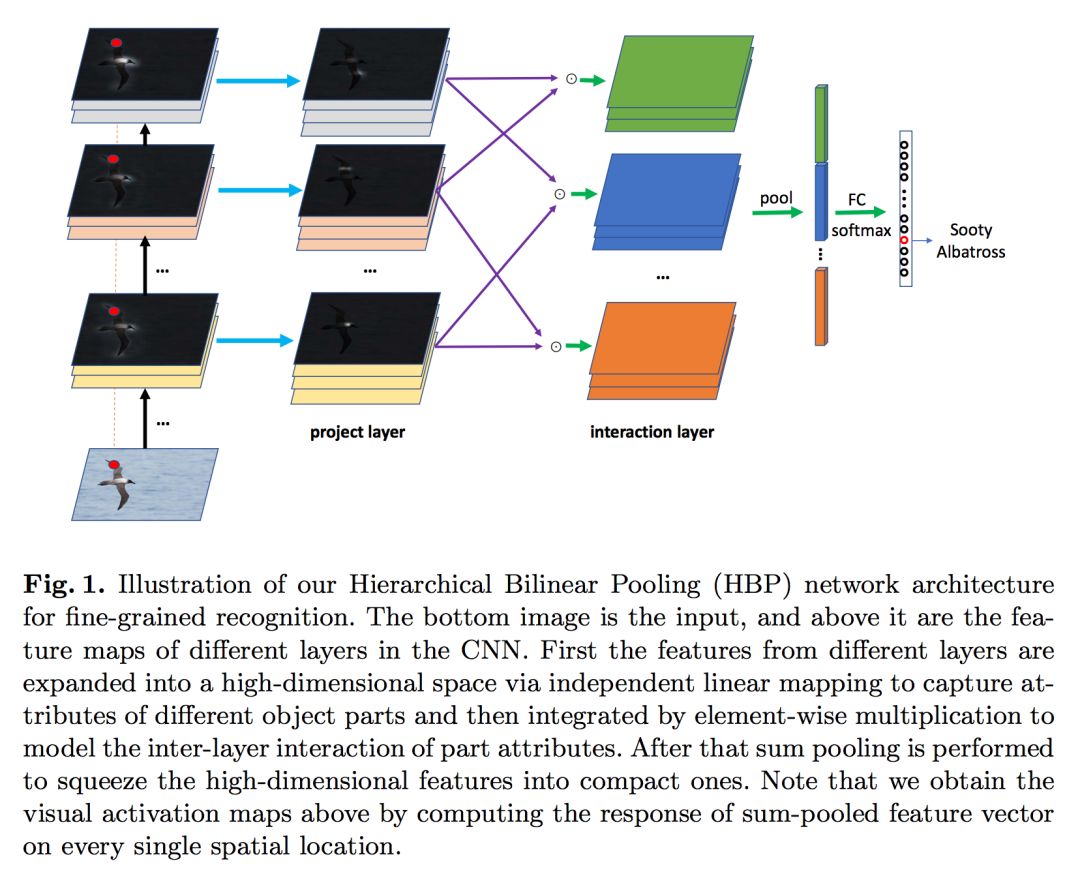 ...
...
...
...
project layer
interaction layer
pool
FC
softmax
Sooty
Albatross
Fig. 1. Illustration of our Hierarchical Bilinear Pooling (HBP) network architecture
for fine-grained recognition. The bottom image is the input, and above it are the fea-
ture maps of different layers in the CNN. First the features from different layers are
expanded into a high-dimensional space via independent linear mapping to capture at-
tributes of different object parts and then integrated by element-wise multiplication to
model the inter-layer interaction of part attributes. After that sum pooling is performed
to squeeze the high-dimensional features into compact ones. Note that we obtain the
visual activation maps above by computing the response of sum-pooled feature vector
on every single spatial location.